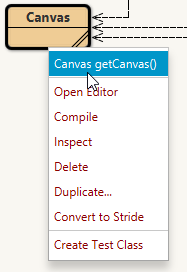 Canvas
Canvas getCanvas()
Open Editor
Compile
Inspect
Delete
Duplicate...
Convert to Stride
Create Test Class